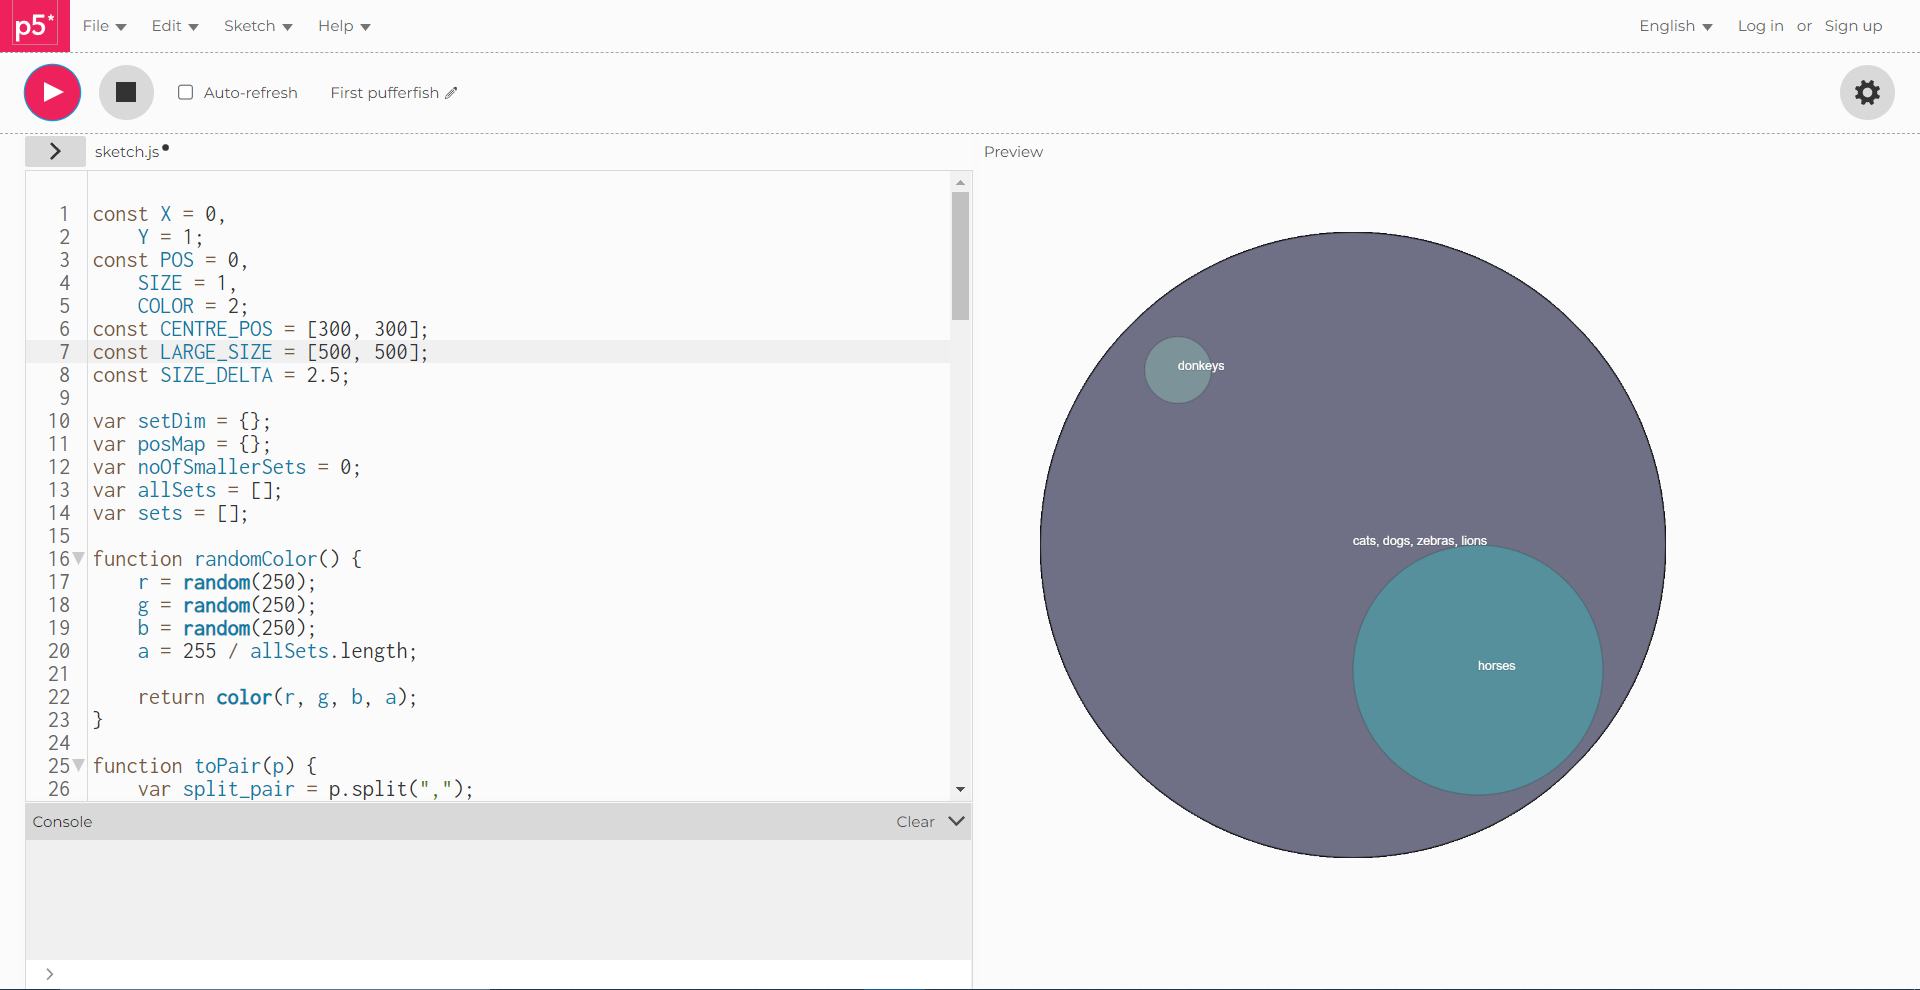 p5* File Edit Sketch Help English Log in or Sign up
Auto-refresh First pufferfish
sketch.js
Preview
1 const X = 0,
2 Y = 1;
3 const POS = 0,
4 SIZE = 1,
5 COLOR = 2;
6 const CENTRE_POS = [300, 300];
7 const LARGE_SIZE = [500, 500];
8 const SIZE_DELTA = 2.5;
9
10 var setDim = {};
11 var posMap = {};
12 var noOfSmallerSets = 0;
13 var allSets = [];
14 var sets = [];
15
16 function randomColor() {
17 r = random(250);
18 g = random(250);
19 b = random(250);
20 a = 255 / allSets.length;
21
22 return color(r, g, b, a);
23 }
24
25 function toPair(p) {
26 var split_pair = p.split(",");
Console Clear
>
donkeys
cats, dogs, zebras, lions
horses